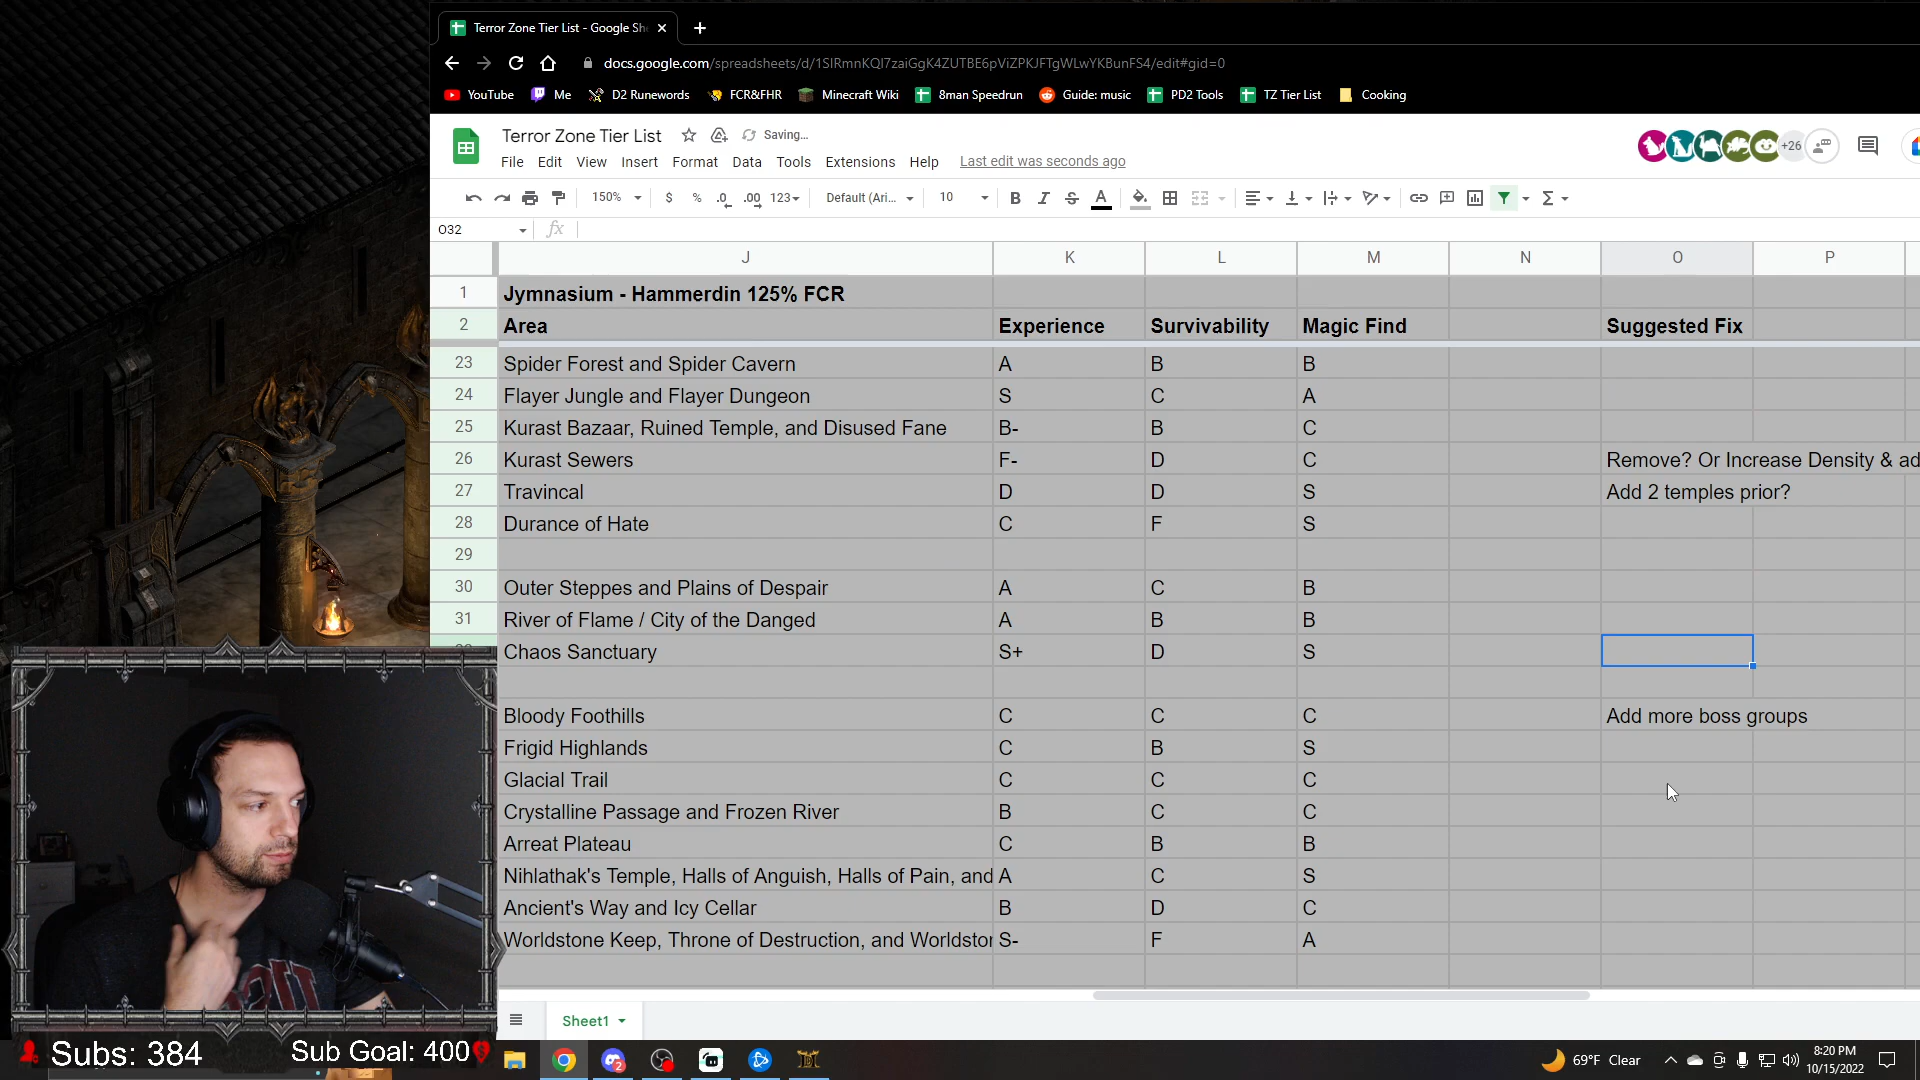 Terror Zone Tier List - Google Sh
docs.google.com/spreadsheets/d/1SlRmnKQl7zaiGgK4ZUTBE6pViZPKJFTgWLwYKBunFS4/edit#gid=0
YouTube Me D2 Runewords FCR&FHR Minecraft Wiki 8man Speedrun Guide: music PD2 Tools TZ Tier List Cooking
Terror Zone Tier List Saving...
+26
File Edit View Insert Format Data Tools Extensions Help Last edit was seconds ago
150% $ % .0 .00 123 Default (Ari... 10 B I S A Σ
O32 fx
J K L M N O P
1 Jymnasium - Hammerdin 125% FCR
2 Area Experience Survivability Magic Find Suggested Fix
23 Spider Forest and Spider Cavern A B B
24 Flayer Jungle and Flayer Dungeon S C A
25 Kurast Bazaar, Ruined Temple, and Disused Fane B- B C
26 Kurast Sewers F- D C Remove? Or Increase Density & ad
27 Travincal D D S Add 2 temples prior?
28 Durance of Hate C F S
29
30 Outer Steppes and Plains of Despair A C B
31 River of Flame / City of the Danged A B B
Chaos Sanctuary S+ D S
Bloody Foothills C C C Add more boss groups
Frigid Highlands C B S
Glacial Trail C C C
Crystalline Passage and Frozen River B C C
Arreat Plateau C B B
Nihlathak's Temple, Halls of Anguish, Halls of Pain, and A C S
Ancient's Way and Icy Cellar B D C
Worldstone Keep, Throne of Destruction, and Worldstor S- F A
Sheet1
Subs: 384 Sub Goal: 400
2
69°F Clear
8:20 PM
10/15/2022